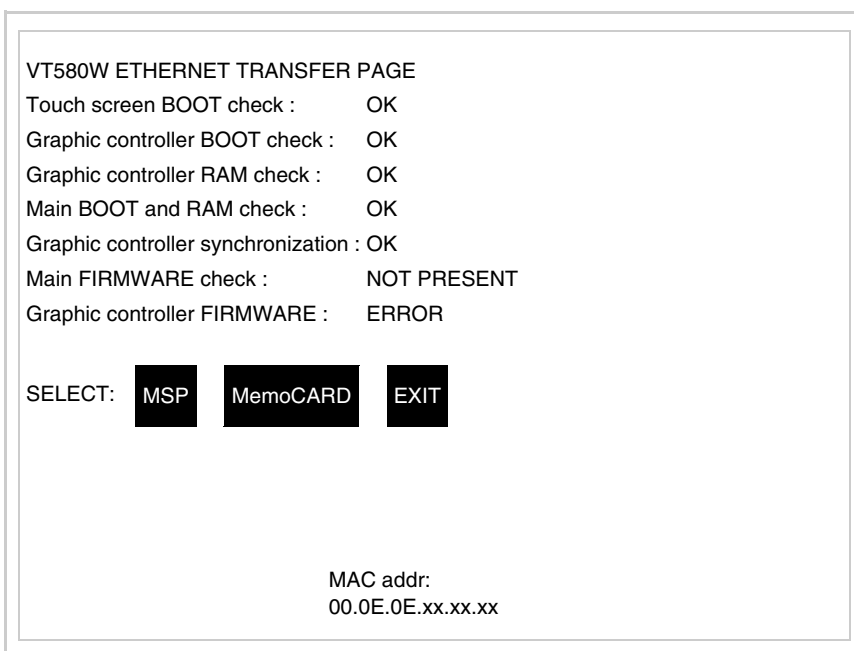 VT580W ETHERNET TRANSFER PAGE
Touch screen BOOT check : OK
Graphic controller BOOT check : OK
Graphic controller RAM check : OK
Main BOOT and RAM check : OK
Graphic controller synchronization : OK
Main FIRMWARE check : NOT PRESENT
Graphic controller FIRMWARE : ERROR
SELECT: MSP MemoCARD EXIT
MAC addr:
00.0E.0E.xx.xx.xx